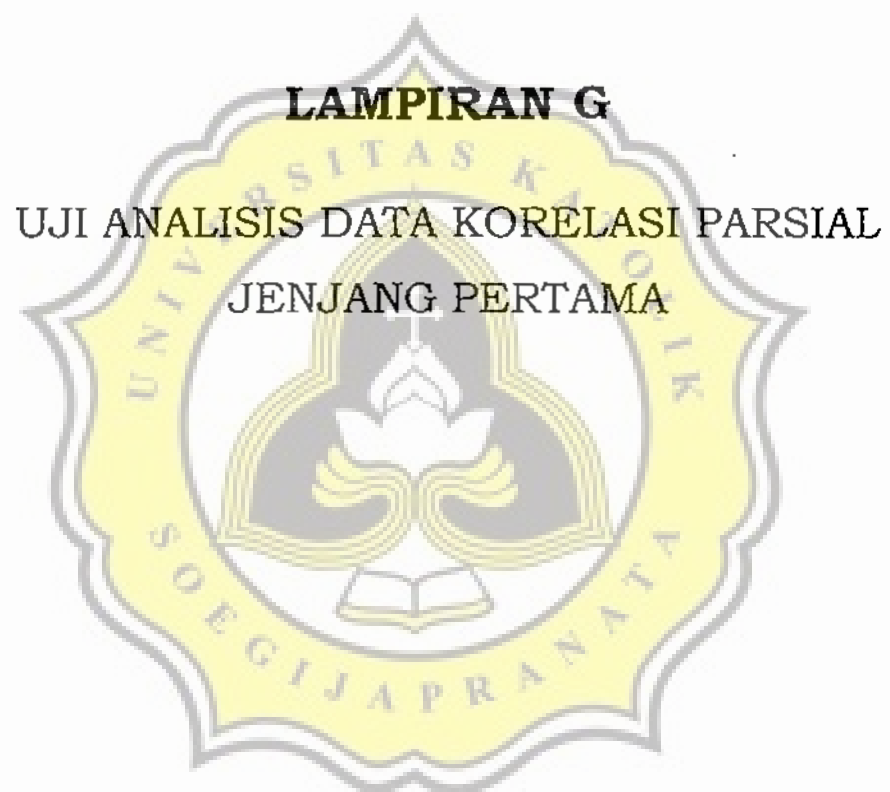 LAMPIRAN G
UJI ANALISIS DATA KORELASI PARSIAL
JENJANG PERTAMA
UNIVERSITAS KATOLIK
SOEGIJAPRANATA